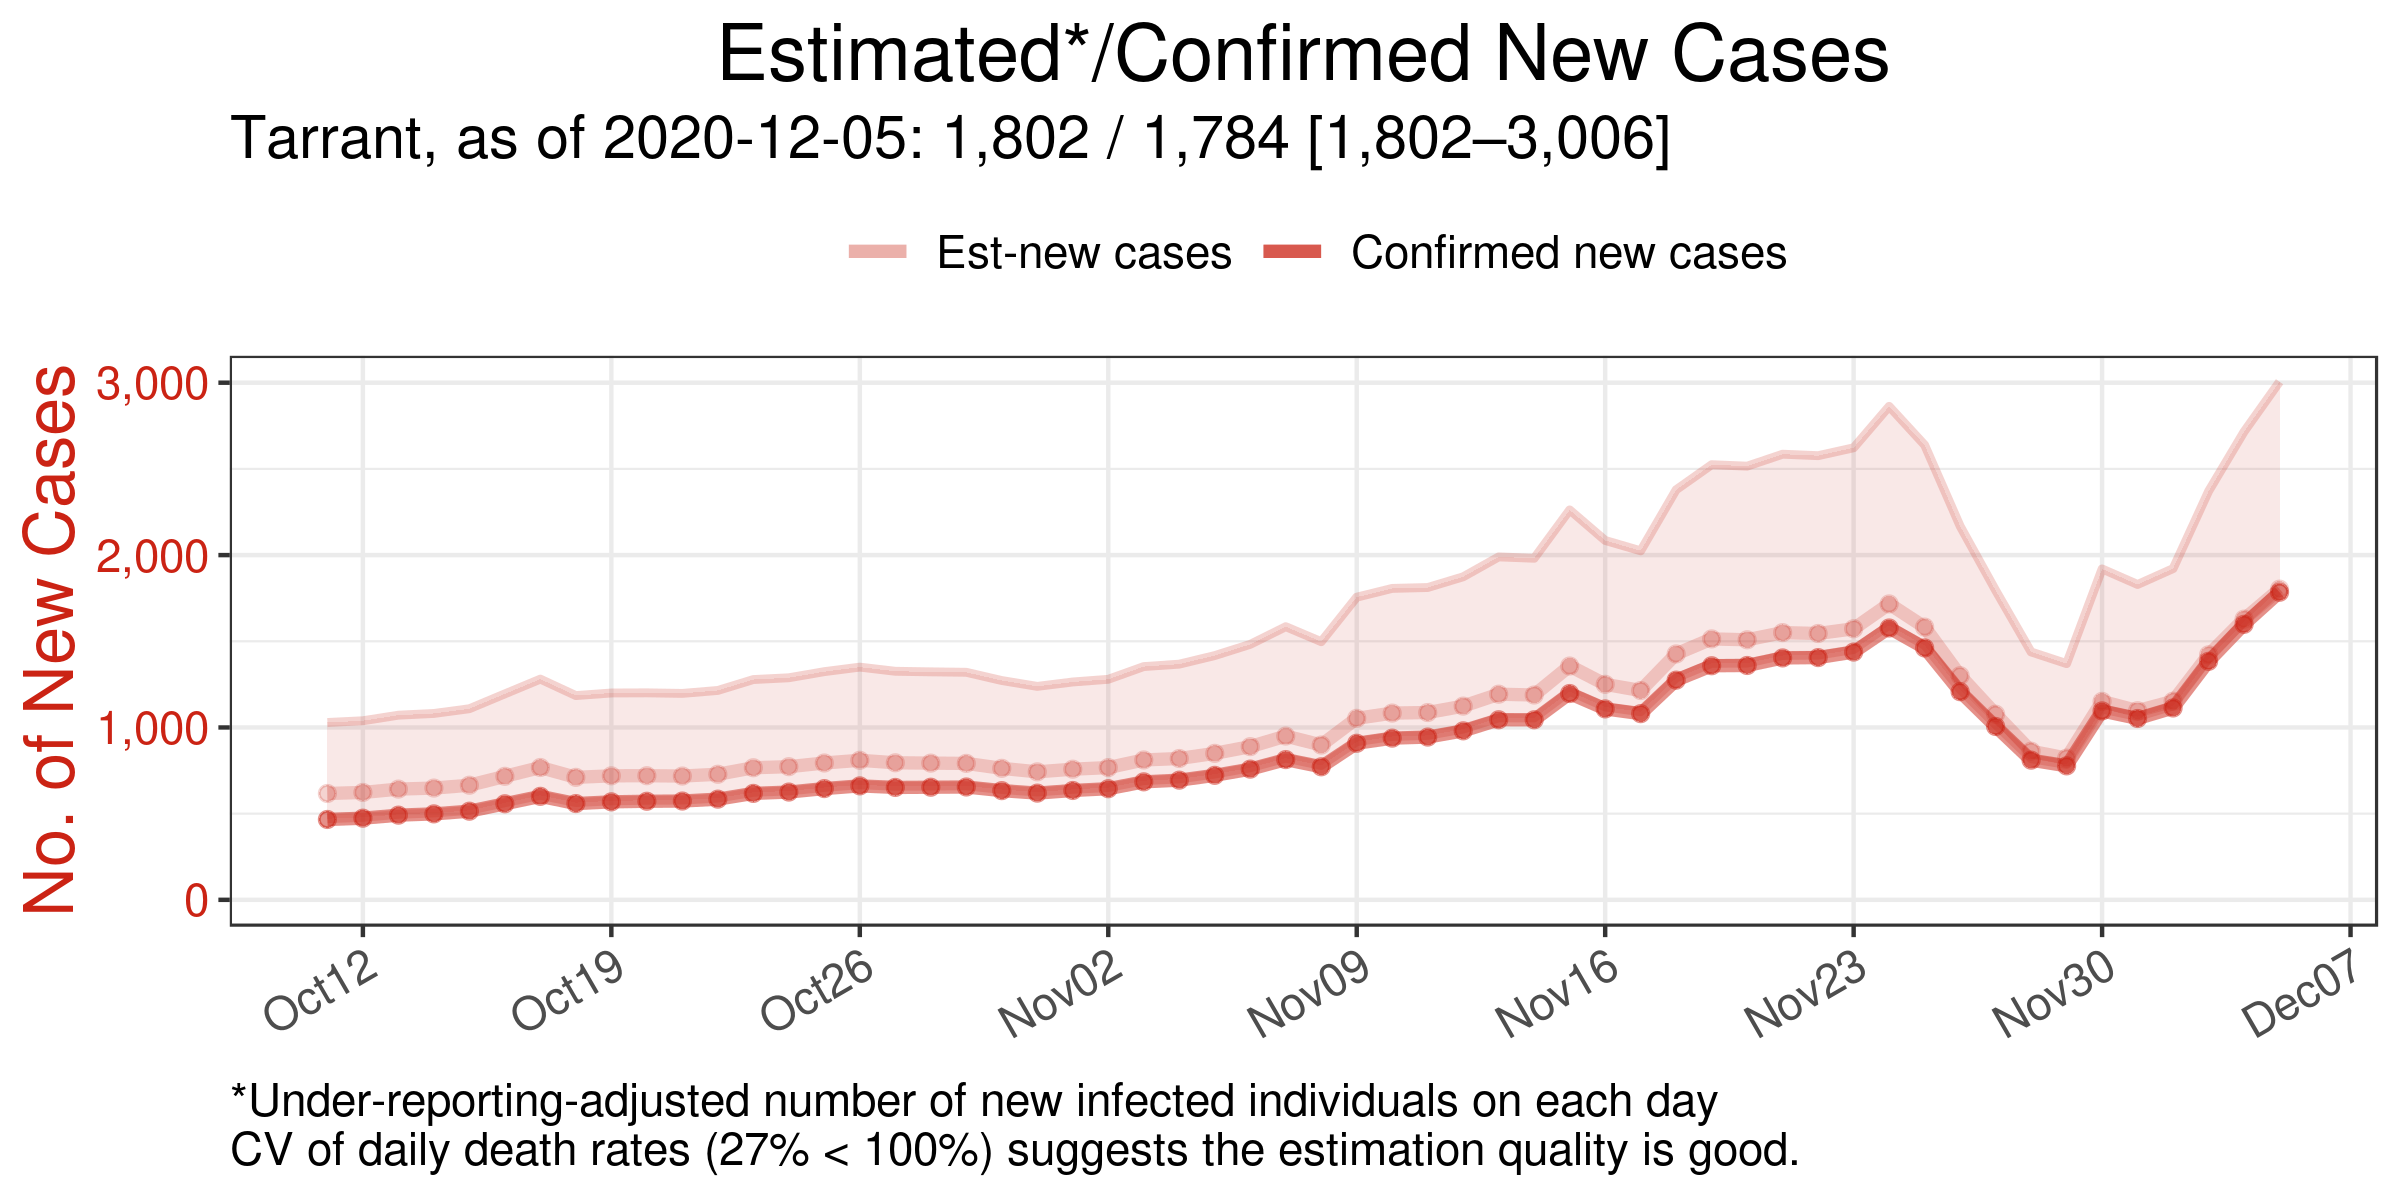 Estimated*/Confirmed New Cases
Tarrant, as of 2020-12-05: 1,802 / 1,784 [1,802–3,006]
Est-new cases
Confirmed new cases
No. of New Cases
3,000
2,000
1,000
0
Oct12
Oct19
Oct26
Nov02
Nov09
Nov16
Nov23
Nov30
Dec07
*Under-reporting-adjusted number of new infected individuals on each day
CV of daily death rates (27% < 100%) suggests the estimation quality is good.